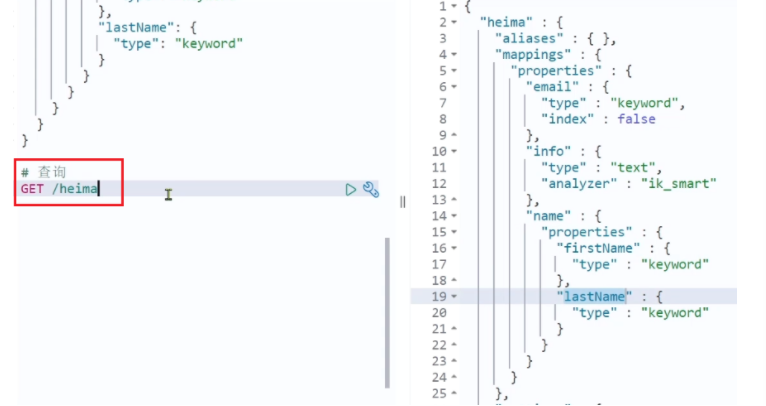 },
"lastName": {
"type": "keyword"
}
}
}
}
}
}
# 查询
GET /heima
1 {
2 "heima" : {
3 "aliases" : { },
4 "mappings" : {
5 "properties" : {
6 "email" : {
7 "type" : "keyword",
8 "index" : false
9 },
10 "info" : {
11 "type" : "text",
12 "analyzer" : "ik_smart"
13 },
14 "name" : {
15 "properties" : {
16 "firstName" : {
17 "type" : "keyword"
18 },
19 "lastName" : {
20 "type" : "keyword"
21 }
22 }
23 }
24 }
25 },